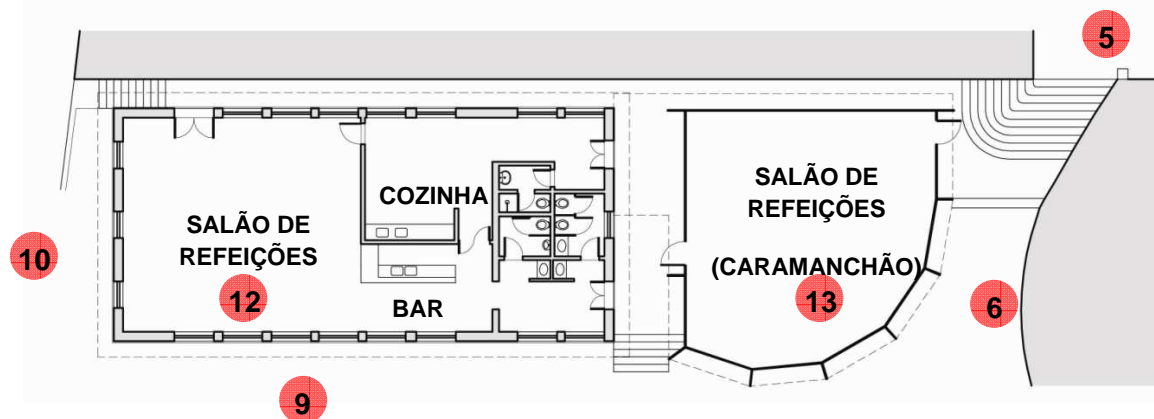 5
COZINHA
SALÃO DE
REFEIÇÕES
SALÃO DE
REFEIÇÕES
(CARAMANCHÃO)
10
12
BAR
13
6
9